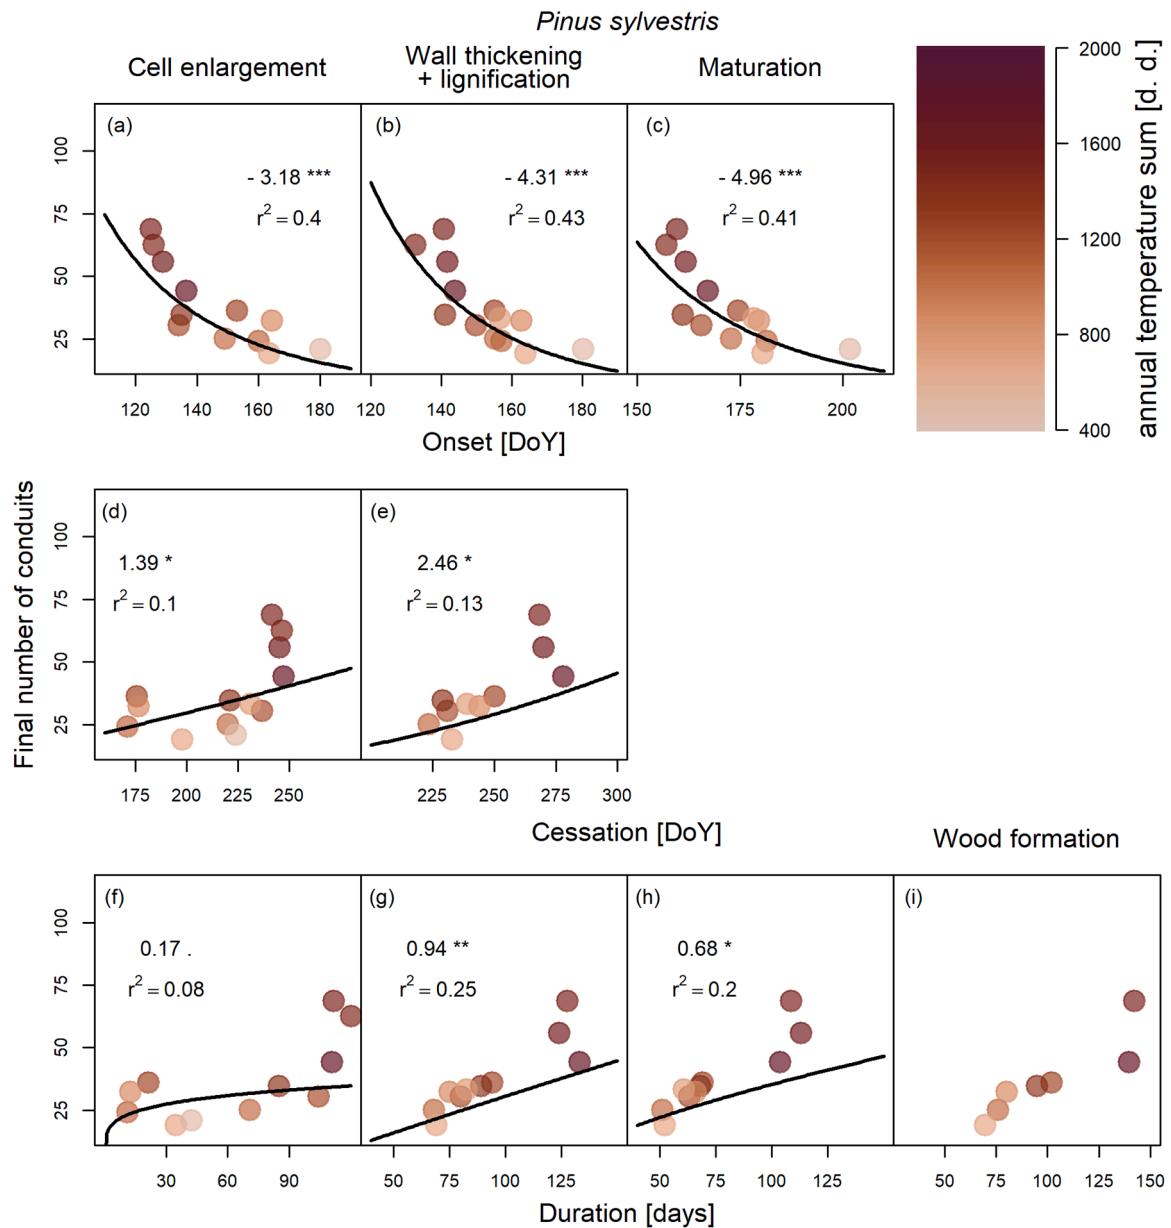 Pinus sylvestris
Cell enlargement
Wall thickening
+ lignification
Maturation
(a)
- 3.18 ***
r² = 0.4
(b)
- 4.31 ***
r² = 0.43
(c)
- 4.96 ***
r² = 0.41
100
75
50
25
120 140 160 180
120 140 160 180
150 175 200
Onset [DoY]
2000
1600
1200
800
400
annual temperature sum [d. d.]
Final number of conduits
(d)
1.39 *
r² = 0.1
(e)
2.46 *
r² = 0.13
100
75
50
25
175 200 225 250
225 250 275 300
Cessation [DoY]
Wood formation
(f)
0.17 .
r² = 0.08
(g)
0.94 **
r² = 0.25
(h)
0.68 *
r² = 0.2
(i)
100
75
50
25
30 60 90
50 75 100 125
50 75 100 125
50 75 100 125 150
Duration [days]